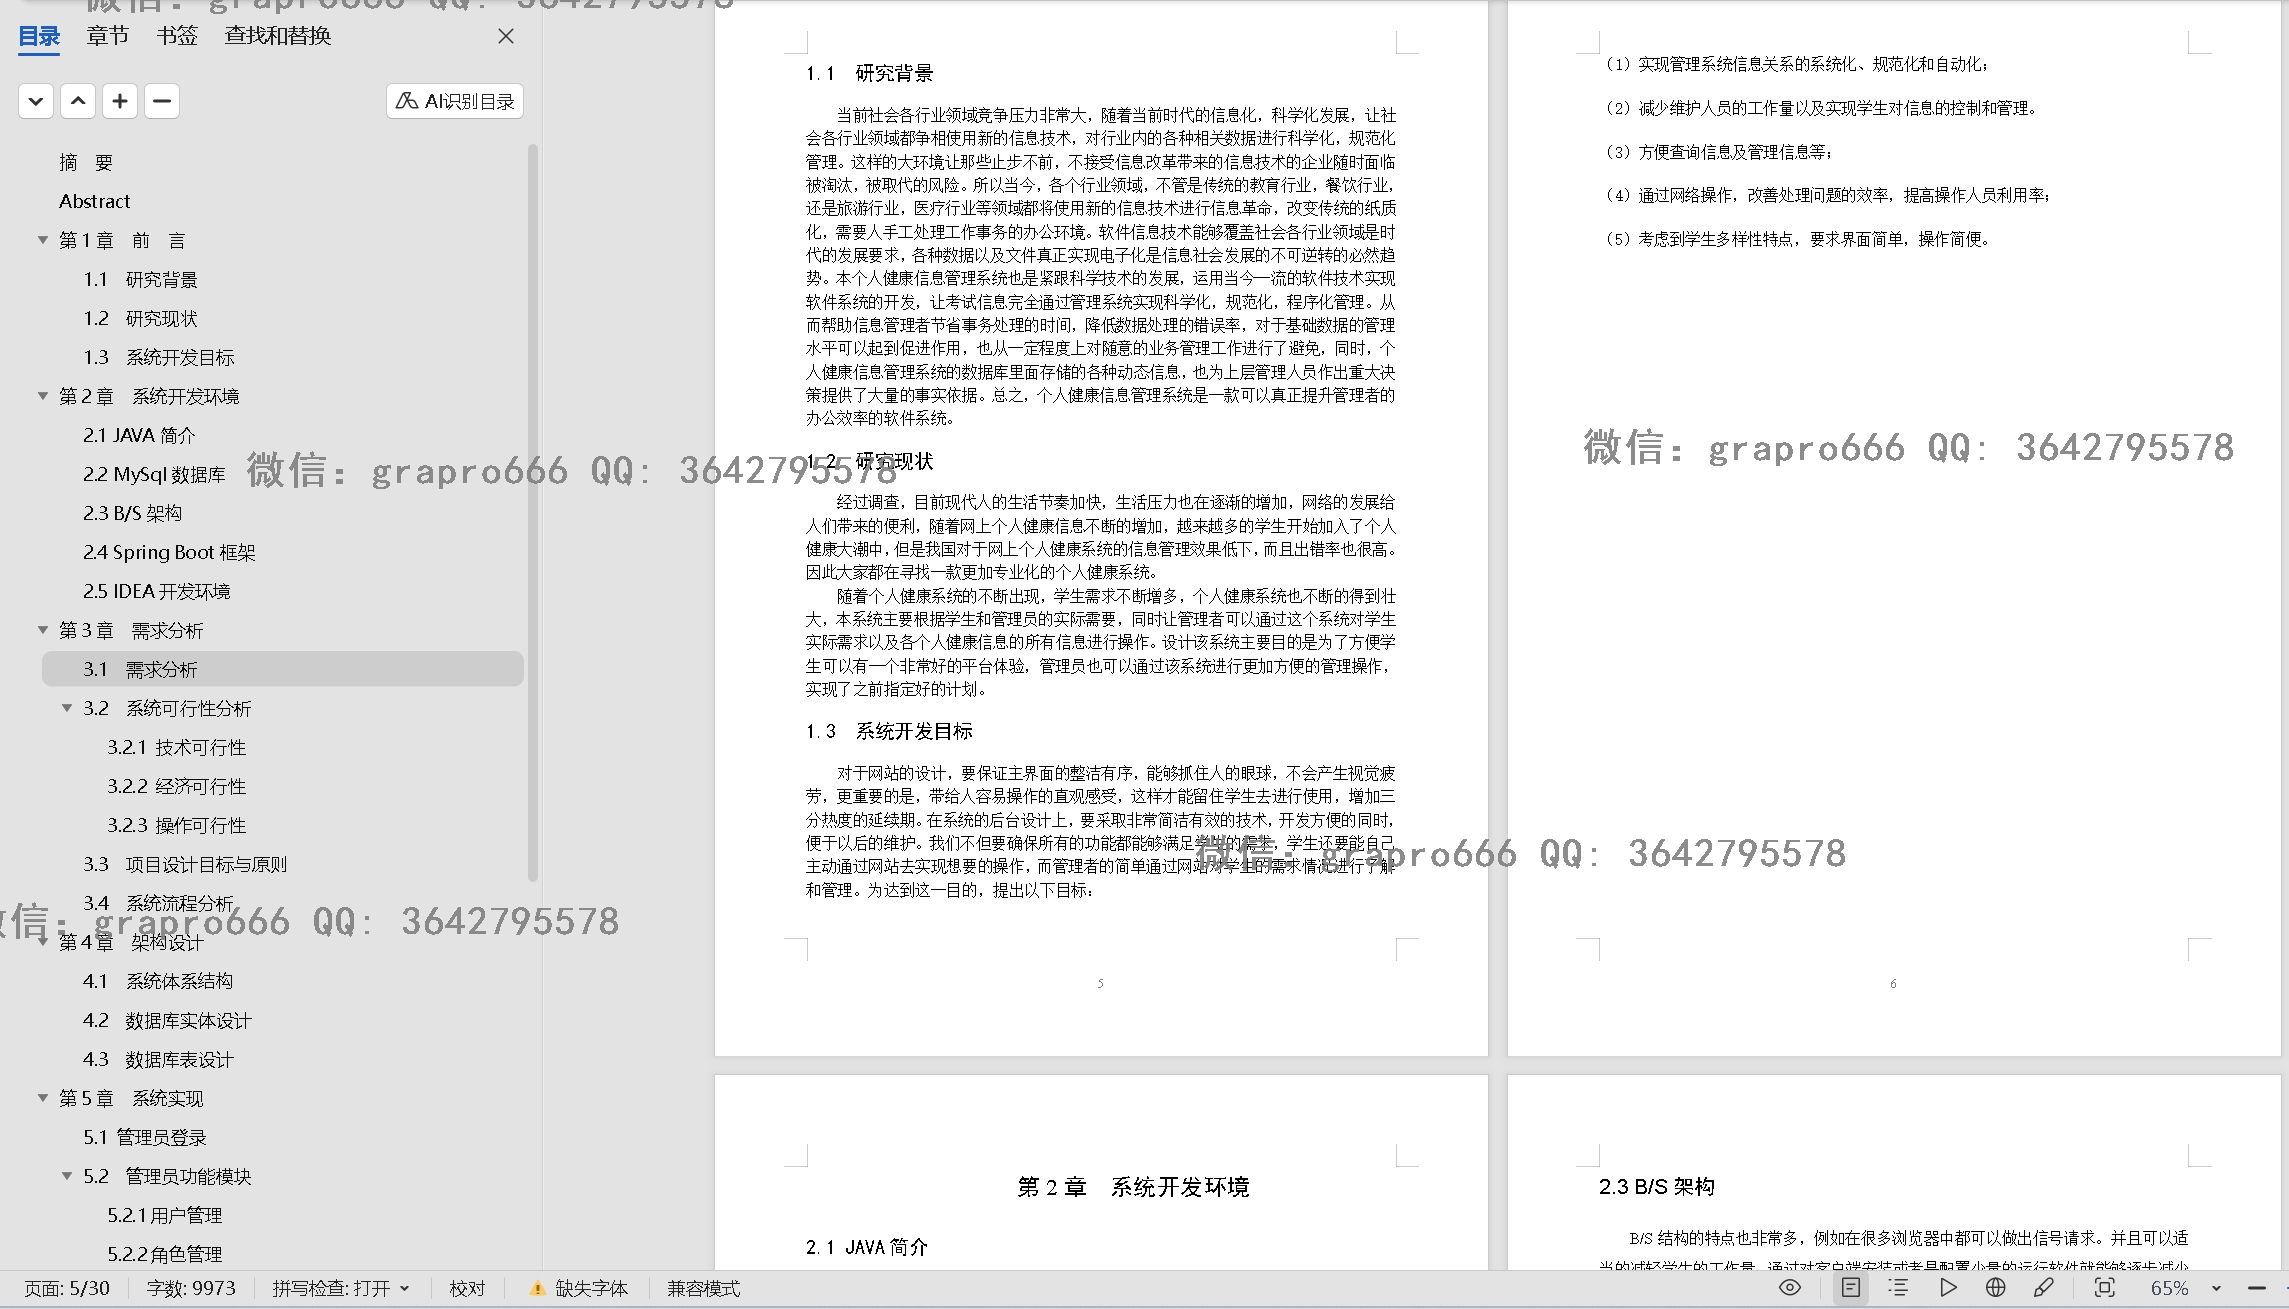 微信：grapro666 QQ: 3642795578
目录 章节 书签 查找和替换
AI识别目录
摘 要
Abstract
第 1 章 前 言
1.1 研究背景
1.2 研究现状
1.3 系统开发目标
第 2 章 系统开发环境
2.1 JAVA 简介
2.2 MySql 数据库
2.3 B/S 架构
2.4 Spring Boot 框架
2.5 IDEA 开发环境
第 3 章 需求分析
3.1 需求分析
3.2 系统可行性分析
3.2.1 技术可行性
3.2.2 经济可行性
3.2.3 操作可行性
3.3 项目设计目标与原则
3.4 系统流程分析
第 4 章 架构设计
4.1 系统体系结构
4.2 数据库实体设计
4.3 数据库表设计
第 5 章 系统实现
5.1 管理员登录
5.2 管理员功能模块
5.2.1用户管理
5.2.2角色管理
微信：grapro666 QQ: 3642795578
微信：grapro666 QQ: 3642795578
1.1 研究背景
当前社会各行业领域竞争压力非常大，随着当前时代的信息化，科学化发展，让社
会各行业领域都争相使用新的信息技术，对行业内的各种相关数据进行科学化，规范化
管理。这样的大环境让那些止步不前，不接受信息改革带来的信息技术的企业随时面临
被淘汰，被取代的风险。所以当今，各个行业领域，不管是传统的教育行业，餐饮行业，
还是旅游行业，医疗行业等领域都将使用新的信息技术进行信息革命，改变传统的纸质
化，需要人手工处理工作事务的办公环境。软件信息技术能够覆盖社会各行业领域是时
代的发展要求，各种数据以及文件真正实现电子化是信息社会发展的不可逆转的必然趋
势。本个人健康信息管理系统也是紧跟科学技术的发展，运用当今一流的软件技术实现
软件系统的开发，让考试信息完全通过管理系统实现科学化，规范化，程序化管理。从
而帮助信息管理者节省事务处理的时间，降低数据处理的错误率，对于基础数据的管理
水平可以起到促进作用，也从一定程度上对随意的业务管理工作进行了避免，同时，个
人健康信息管理系统的数据库里面存储的各种动态信息，也为上层管理人员作出重大决
策提供了大量的事实依据。总之，个人健康信息管理系统是一款可以真正提升管理者的
办公效率的软件系统。
1.2 研究现状
经过调查，目前现代人的生活节奏加快，生活压力也在逐渐的增加，网络的发展给
人们带来的便利，随着网上个人健康信息不断的增加，越来越多的学生开始加入了个人
健康大潮中，但是我国对于网上个人健康系统的信息管理效果低下，而且出错率也很高。
因此大家都在寻找一款更加专业化的个人健康系统。
随着个人健康系统的不断出现，学生需求不断增多，个人健康系统也不断的得到壮
大，本系统主要根据学生和管理员的实际需要，同时让管理者可以通过这个系统对学生
实际需求以及各个人健康信息的所有信息进行操作。设计该系统主要目的是为了方便学
生可以有一个非常好的平台体验，管理员也可以通过该系统进行更加方便的管理操作，
实现了之前指定好的计划。
1.3 系统开发目标
对于网站的设计，要保证主界面的整洁有序，能够抓住人的眼球，不会产生视觉疲
劳，更重要的是，带给人容易操作的直观感受，这样才能留住学生去进行使用，增加三
分热度的延续期。在系统的后台设计上，要采取非常简洁有效的技术，开发方便的同时，
便于以后的维护。我们不但要确保所有的功能都能够满足学生的需求，学生还要能自己
主动通过网站去实现想要的操作，而管理者的简单通过网站对学生的需求情况进行了解
和管理。为达到这一目的，提出以下目标：
微信：grapro666 QQ: 3642795578
5
（1）实现管理系统信息关系的系统化、规范化和自动化；
（2）减少维护人员的工作量以及实现学生对信息的控制和管理。
（3）方便查询信息及管理信息等；
（4）通过网络操作，改善处理问题的效率，提高操作人员利用率；
（5）考虑到学生多样性特点，要求界面简单，操作简便。
微信：grapro666 QQ: 3642795578
6
第 2 章 系统开发环境
2.1 JAVA 简介
2.3 B/S 架构
B/S 结构的特点也非常多，例如在很多浏览器中都可以做出信号请求。并且可以适
当的减轻学生的工作量，通过对客户端安装或者是配置少量的运行软件就能够逐步减少
页面: 5/30 字数: 9973 拼写检查: 打开 校对 缺失字体 兼容模式 65%